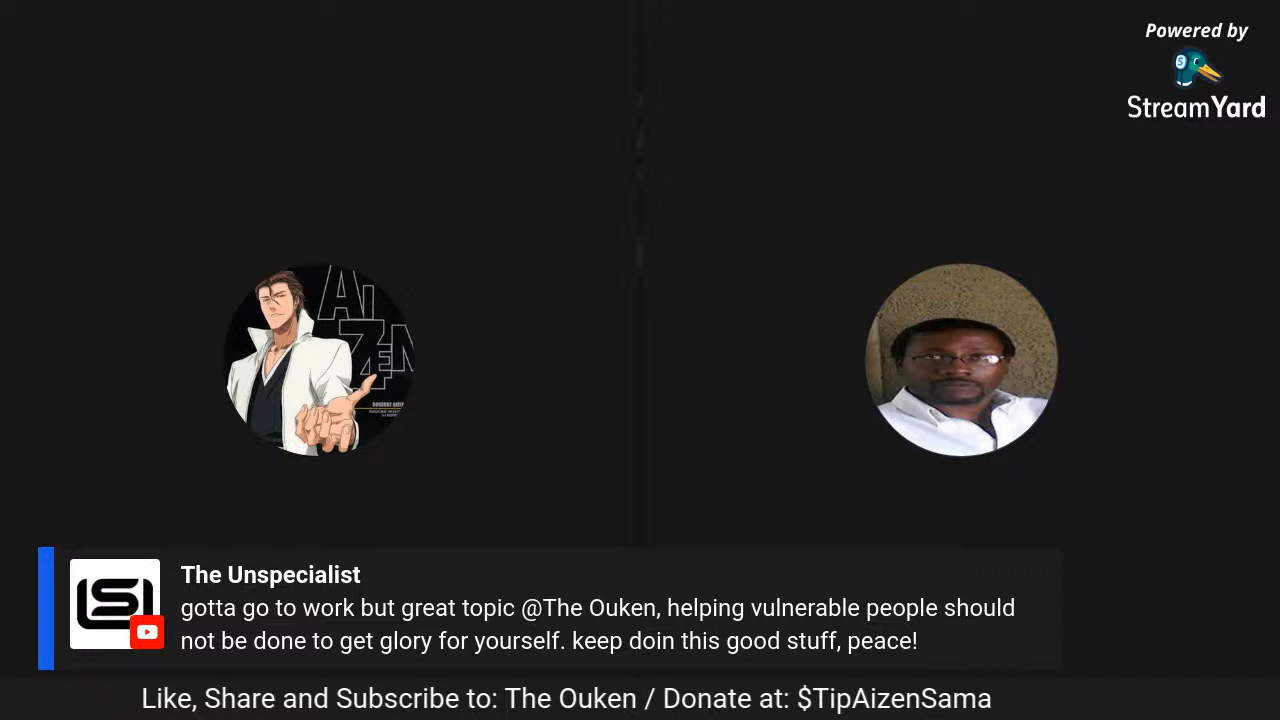 Powered by
StreamYard
AIZEN
The Unspecialist
gotta go to work but great topic @The Ouken, helping vulnerable people should
not be done to get glory for yourself. keep doin this good stuff, peace!
Like, Share and Subscribe to: The Ouken / Donate at: $TipAizenSama